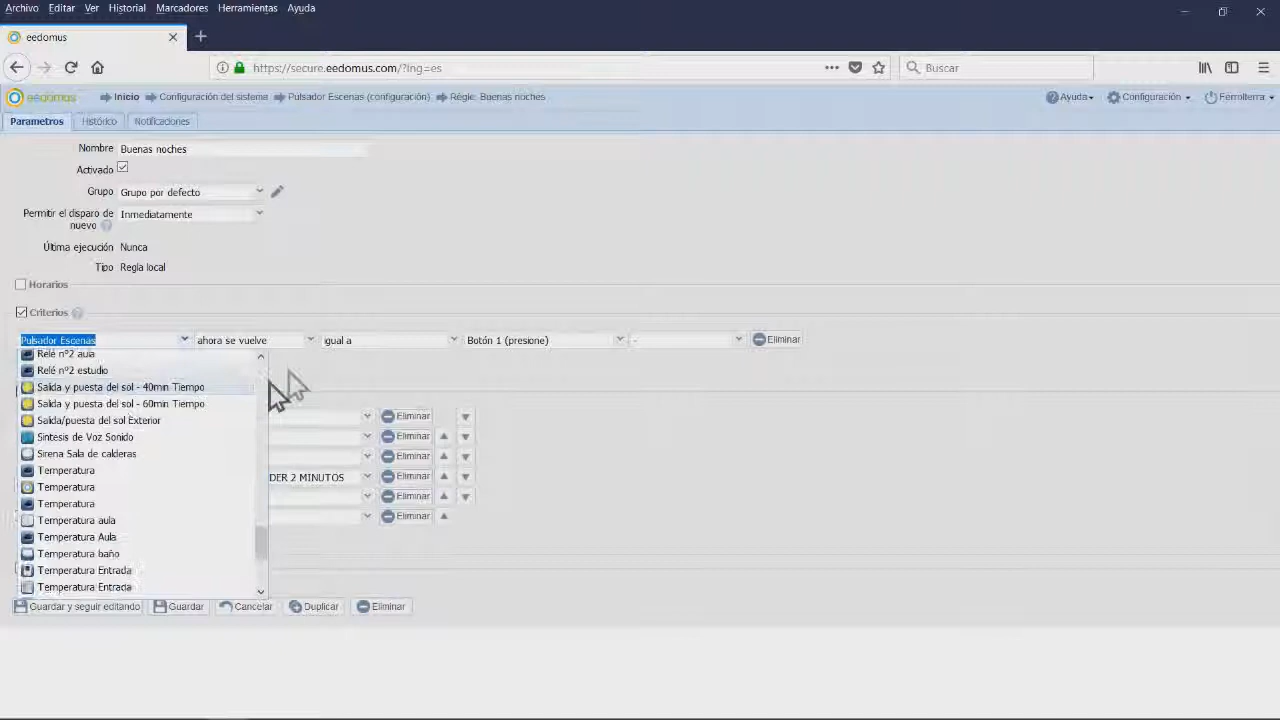 Archivo Editar Ver Historial Marcadores Herramientas Ayuda
eedomus
https://secure.eedomus.com/?lng=es
Buscar
eedomus Inicio Configuración del sistema Pulsador Escenas (configuración) Règle: Buenas noches Ayuda Configuración Ferrolterra
Parametros Histórico Notificaciones
Nombre Buenas noches
Activado
Grupo Grupo por defecto
Permitir el disparo de Inmediatamente
nuevo
Última ejecución Nunca
Tipo Regla local
Horarios
Criterios
Pulsador Escenas ahora se vuelve igual a Botón 1 (presione) - Eliminar
Relé nº2 aula
Relé nº2 estudio
Salida y puesta del sol - 40min Tiempo
Salida y puesta del sol - 60min Tiempo
Salida/puesta del sol Exterior
Sintesis de Voz Sonido
Sirena Sala de calderas
Temperatura
Temperatura
Temperatura
Temperatura aula
Temperatura Aula
Temperatura baño
Temperatura Entrada
Temperatura Entrada
Eliminar
Eliminar
Eliminar
DER 2 MINUTOS Eliminar
Eliminar
Eliminar
Guardar y seguir editando Guardar Cancelar Duplicar Eliminar